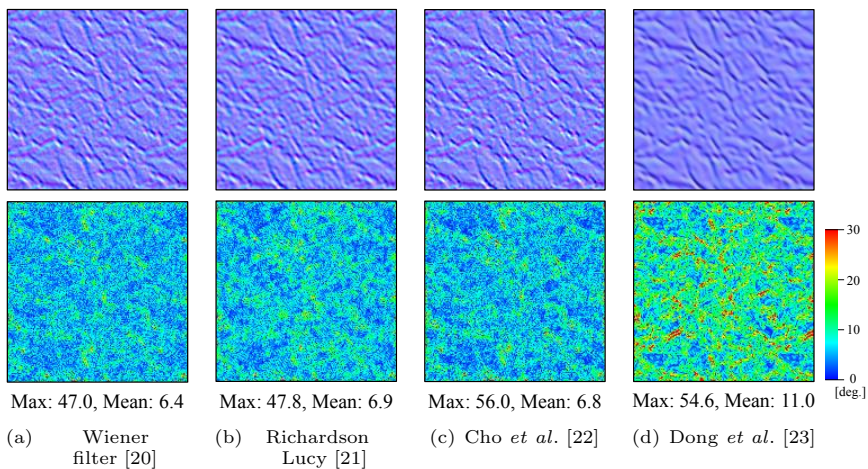 30
20
10
0
[deg.]
Max: 47.0, Mean: 6.4
Max: 47.8, Mean: 6.9
Max: 56.0, Mean: 6.8
Max: 54.6, Mean: 11.0
(a) Wiener
filter [20]
(b) Richardson
Lucy [21]
(c) Cho et al. [22]
(d) Dong et al. [23]